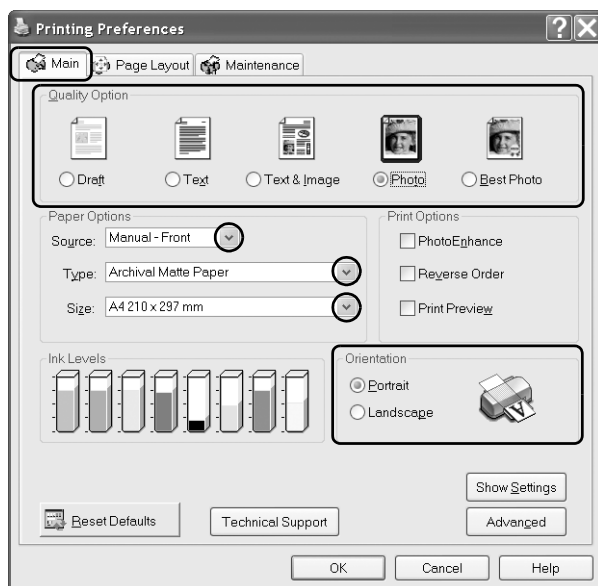 Printing Preferences
Main Page Layout Maintenance
Quality Option
Draft Text Text & Image Photo Best Photo
Paper Options
Source: Manual - Front
Type: Archival Matte Paper
Size: A4 210 x 297 mm
Print Options
PhotoEnhance
Reverse Order
Print Preview
Ink Levels
Orientation
Portrait
Landscape
A
Show Settings
Reset Defaults Technical Support Advanced
OK Cancel Help